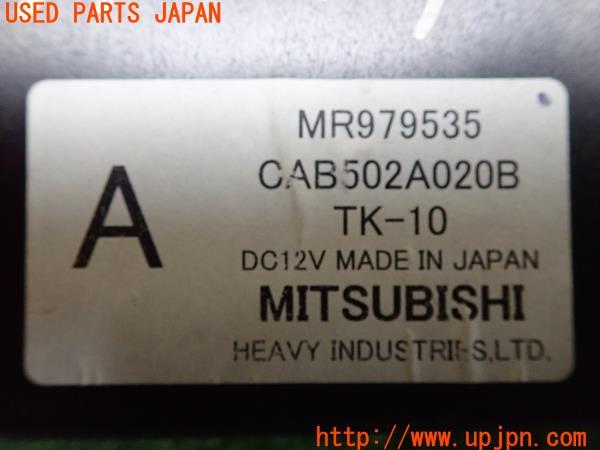 USED PARTS JAPAN
A
MR979535
CAB502A020B
TK-10
DC12V MADE IN JAPAN
MITSUBISHI
HEAVY INDUSTRIES,LTD.
http://www.upjpn.com